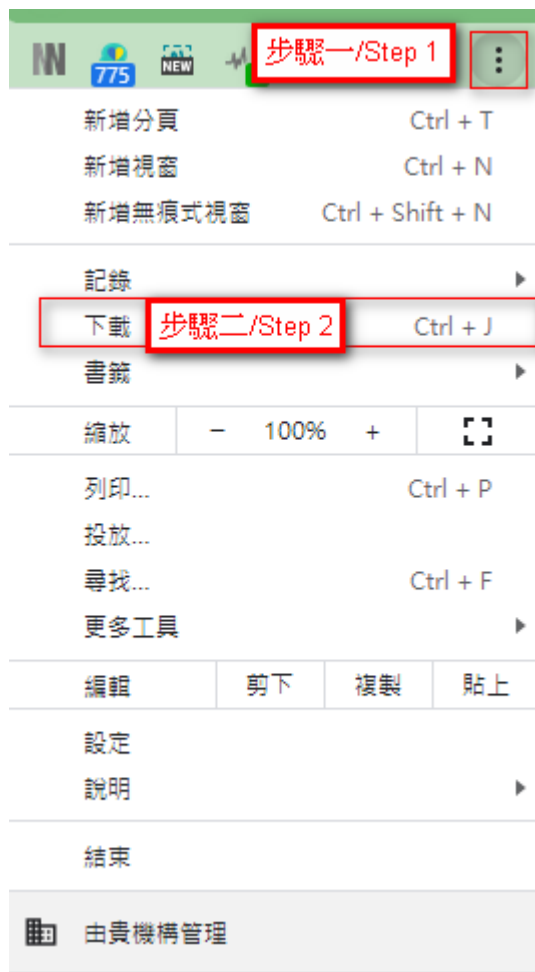 775
NEW
步驟一/Step 1
新增分頁 Ctrl + T
新增視窗 Ctrl + N
新增無痕式視窗 Ctrl + Shift + N
記錄
下載 步驟二/Step 2 Ctrl + J
書籤
縮放 − 100% +
列印... Ctrl + P
投放...
尋找... Ctrl + F
更多工具
編輯 剪下 複製 貼上
設定
說明
結束
由貴機構管理